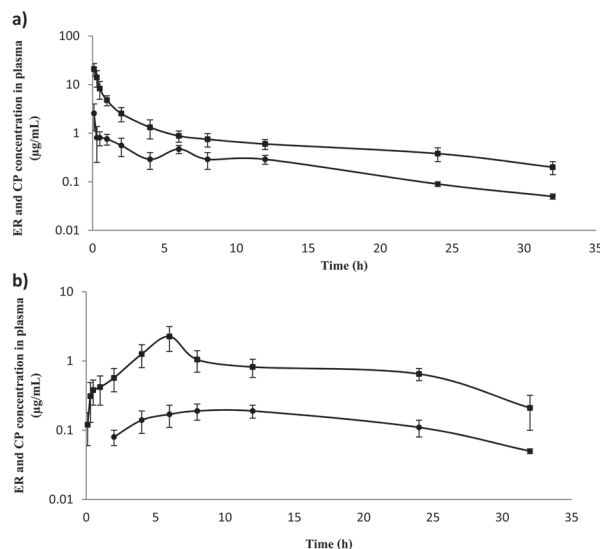 a)
ER and CP concentration in plasma
(µg/mL)
100
10
1
0.1
0.01
0 5 10 15 20 25 30 35
Time (h)
b)
ER and CP concentration in plasma
(µg/mL)
10
1
0.1
0.01
0 5 10 15 20 25 30 35
Time (h)